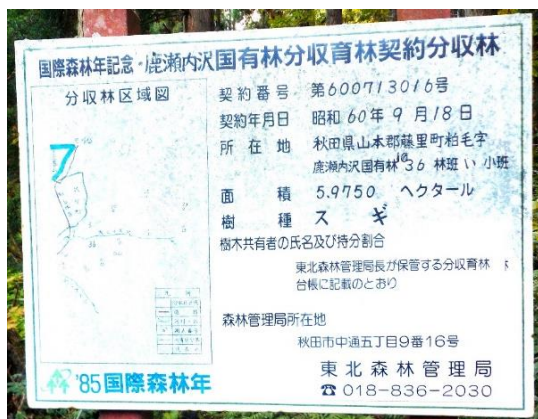 国際森林年記念・鹿瀬内沢国有林分収育林契約分収林
分収林区域図
7
契約番号 第600713016号
契約年月日 昭和60年9月18日
所在地 秋田県山本郡藤里町粕毛字
鹿瀬内沢国有林 36 林班 い 小班
面積 5.9750 ヘクタール
樹種 スギ
樹木共有者の氏名及び持分割合
東北森林管理局長が保管する分収育林
台帳に記載のとおり
森林管理局所在地
秋田市中通五丁目9番16号
東北森林管理局
☎018-836-2030
'85国際森林年